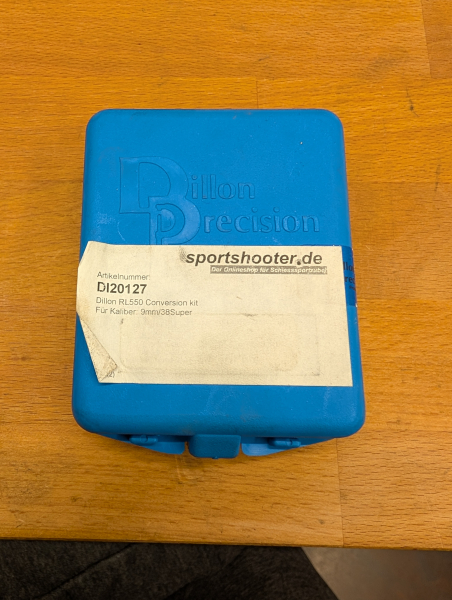 Dillon
Precision
sportshooter.de
Der Onlineshop für Schiesssportzubehör
Artikelnummer:
DI20127
Dillon RL550 Conversion kit
Für Kaliber: 9mm/38Super